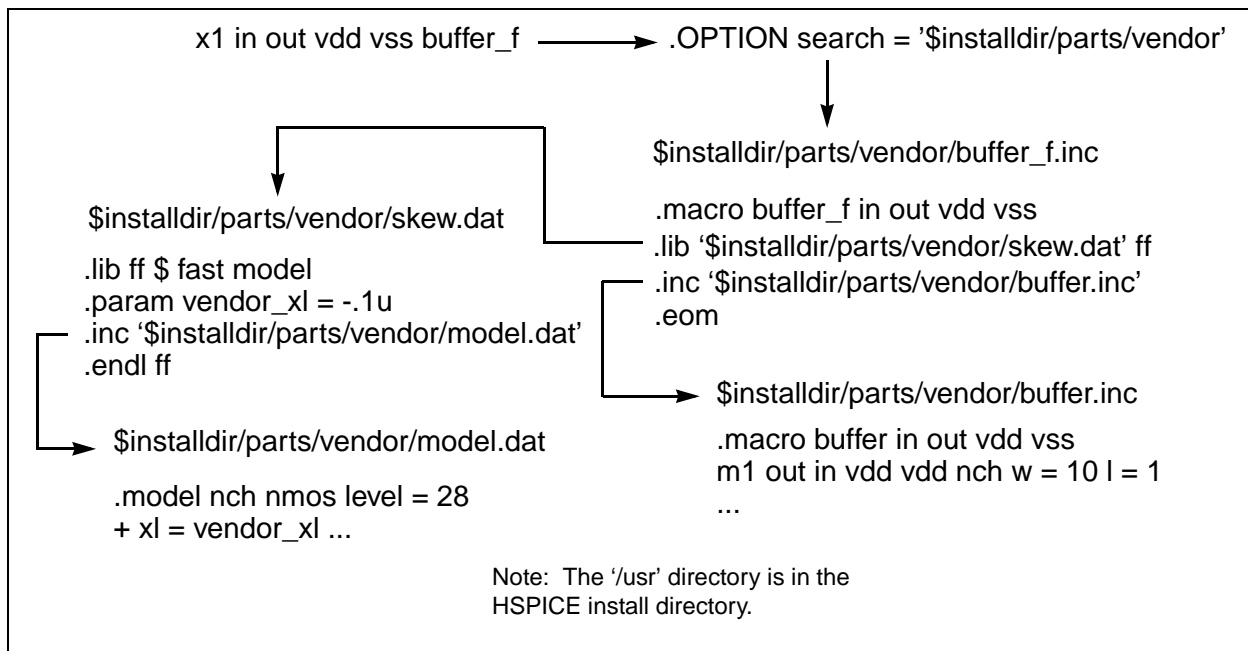 x1 in out vdd vss buffer_f
.OPTION search = ’$installdir/parts/vendor’
$installdir/parts/vendor/buffer_f.inc
.macro buffer_f in out vdd vss
.lib ‘$installdir/parts/vendor/skew.dat’ ff
.inc ‘$installdir/parts/vendor/buffer.inc’
.eom
$installdir/parts/vendor/skew.dat
.lib ff $ fast model
.param vendor_xl = -.1u
.inc ‘$installdir/parts/vendor/model.dat’
.endl ff
$installdir/parts/vendor/model.dat
.model nch nmos level = 28
+ xl = vendor_xl ...
$installdir/parts/vendor/buffer.inc
.macro buffer in out vdd vss
m1 out in vdd vdd nch w = 10 l = 1
...
Note: The ‘/usr’ directory is in the
HSPICE install directory.